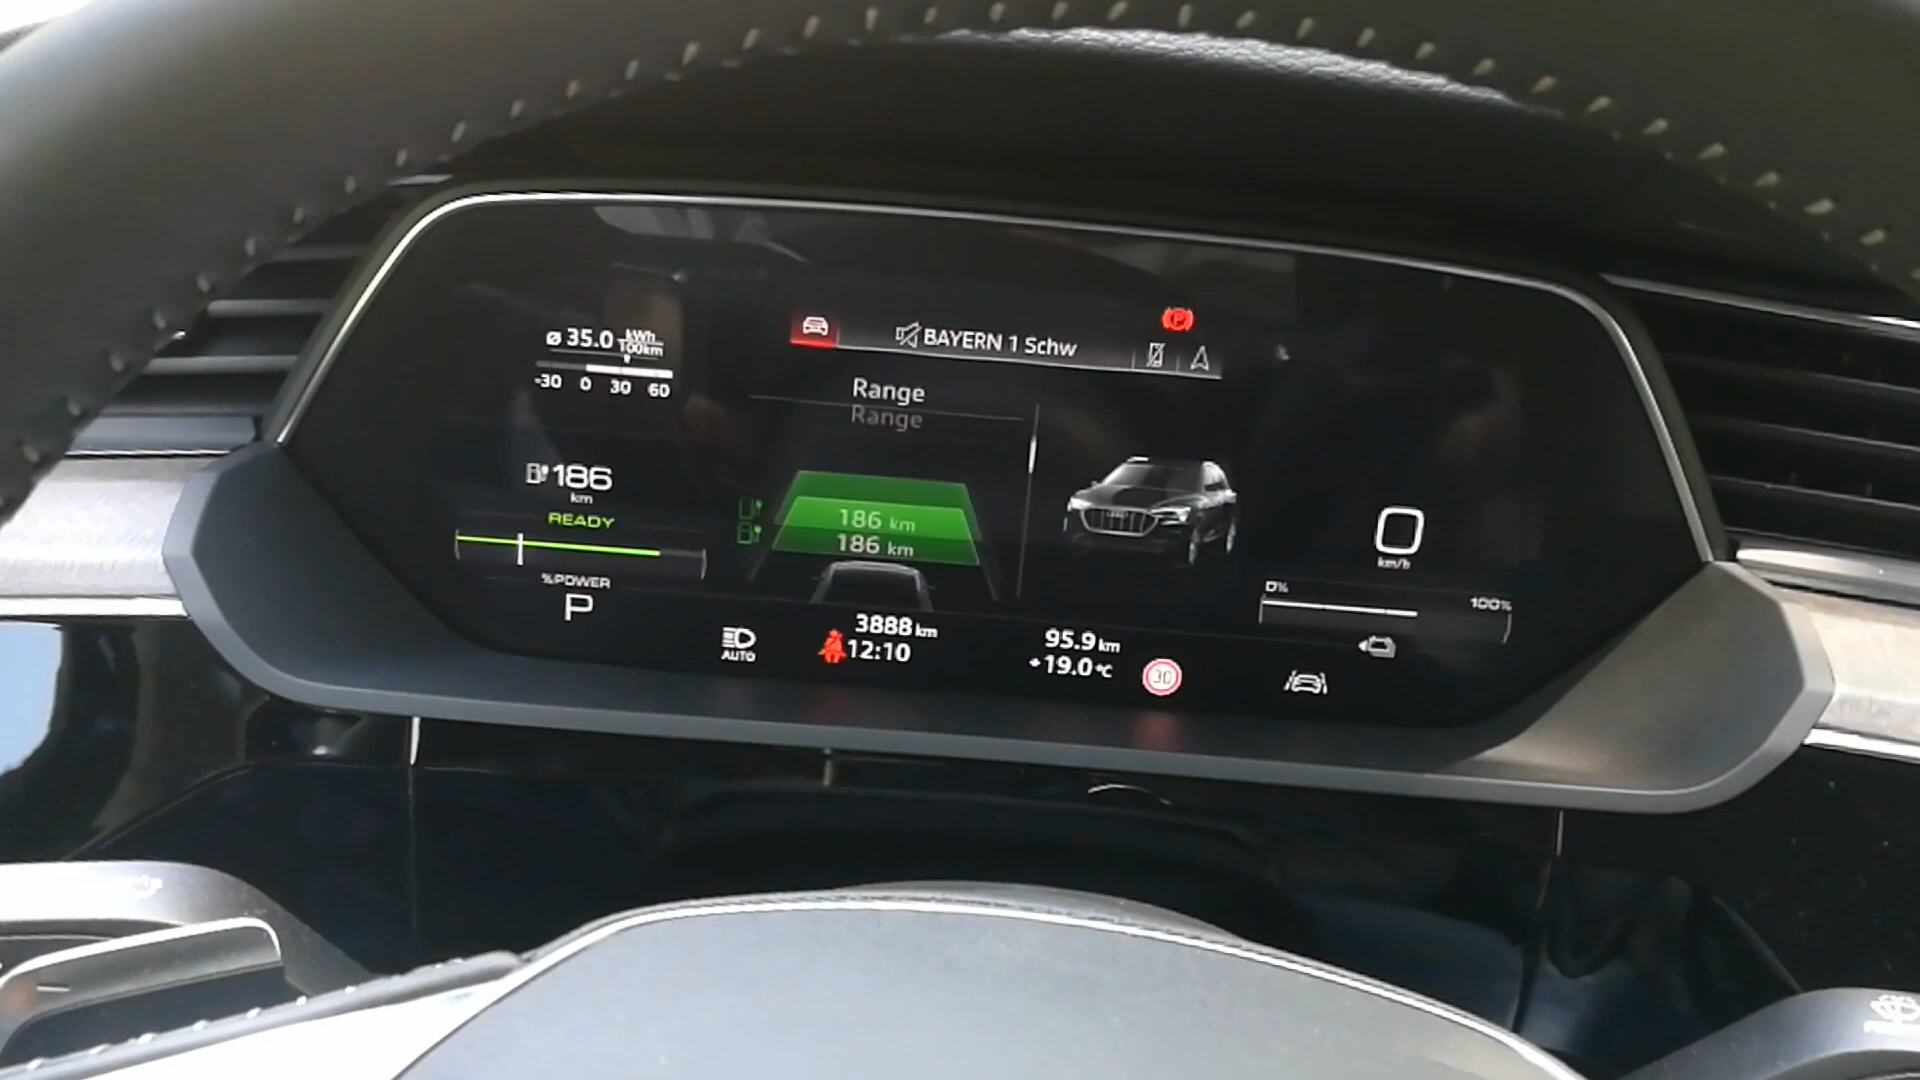 ø 35.0 kWh/100km
-30 0 30 60
BAYERN 1 Schw
P
Range
Range
186
km
READY
%POWER
P
186 km
186 km
0
km/h
0% 100%
AUTO
3888 km
12:10
95.9 km
+19.0 °C
30